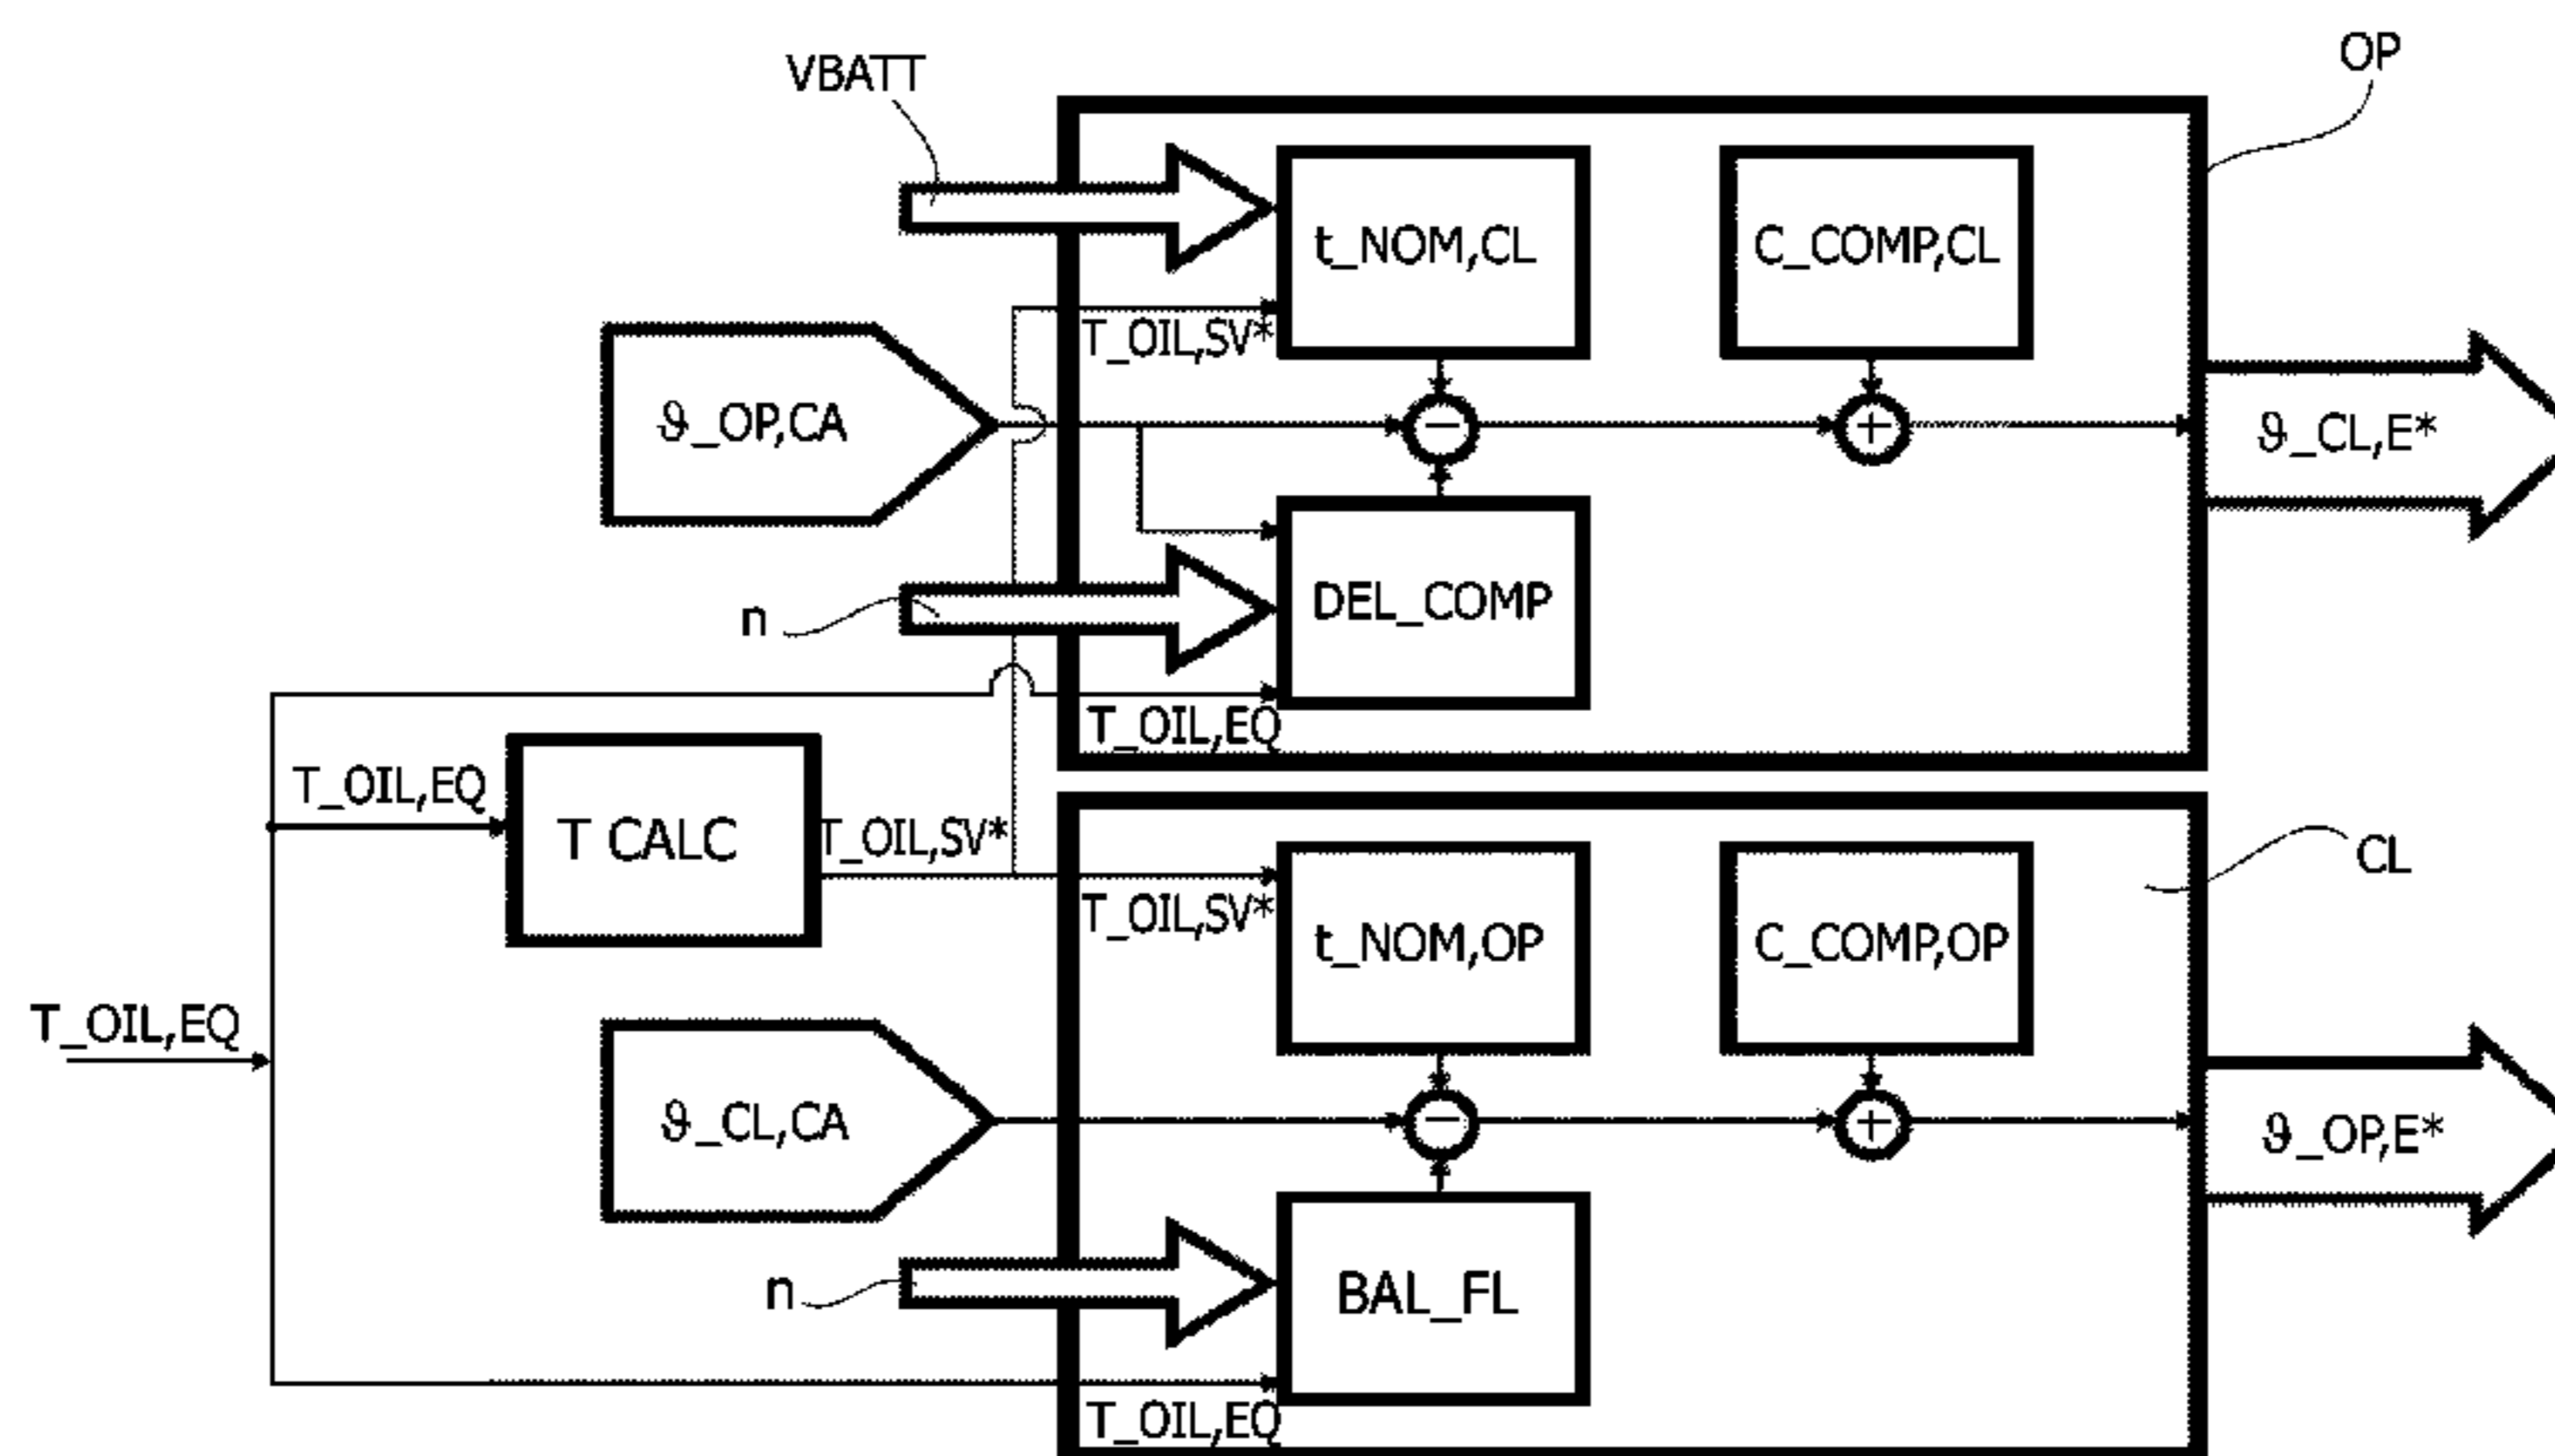 OP
VBATT
t_NOM,CL
C_COMP,CL
T_OIL,SV*
ϑ_OP,CA
−
+
ϑ_CL,E*
DEL_COMP
n
T_OIL,EQ
T_OIL,EQ
T CALC
T_OIL,SV*
CL
T_OIL,SV*
t_NOM,OP
C_COMP,OP
T_OIL,EQ
ϑ_CL,CA
−
+
ϑ_OP,E*
n
BAL_FL
T_OIL,EQ